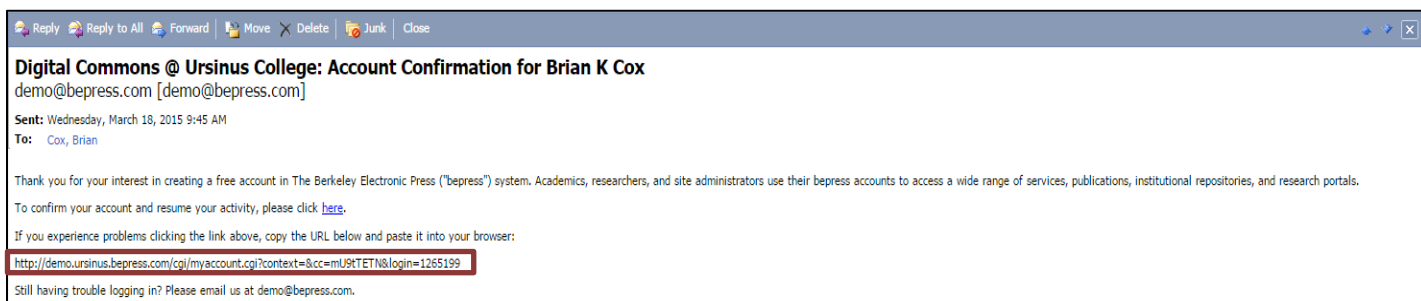 Reply Reply to All Forward Move Delete Junk Close
Digital Commons @ Ursinus College: Account Confirmation for Brian K Cox
demo@bepress.com [demo@bepress.com]
Sent: Wednesday, March 18, 2015 9:45 AM
To: Cox, Brian
Thank you for your interest in creating a free account in The Berkeley Electronic Press ("bepress") system. Academics, researchers, and site administrators use their bepress accounts to access a wide range of services, publications, institutional repositories, and research portals.
To confirm your account and resume your activity, please click here.
If you experience problems clicking the link above, copy the URL below and paste it into your browser:
http://demo.ursinus.bepress.com/cgi/myaccount.cgi?context=&cc=mU9tTETN&login=1265199
Still having trouble logging in? Please email us at demo@bepress.com.